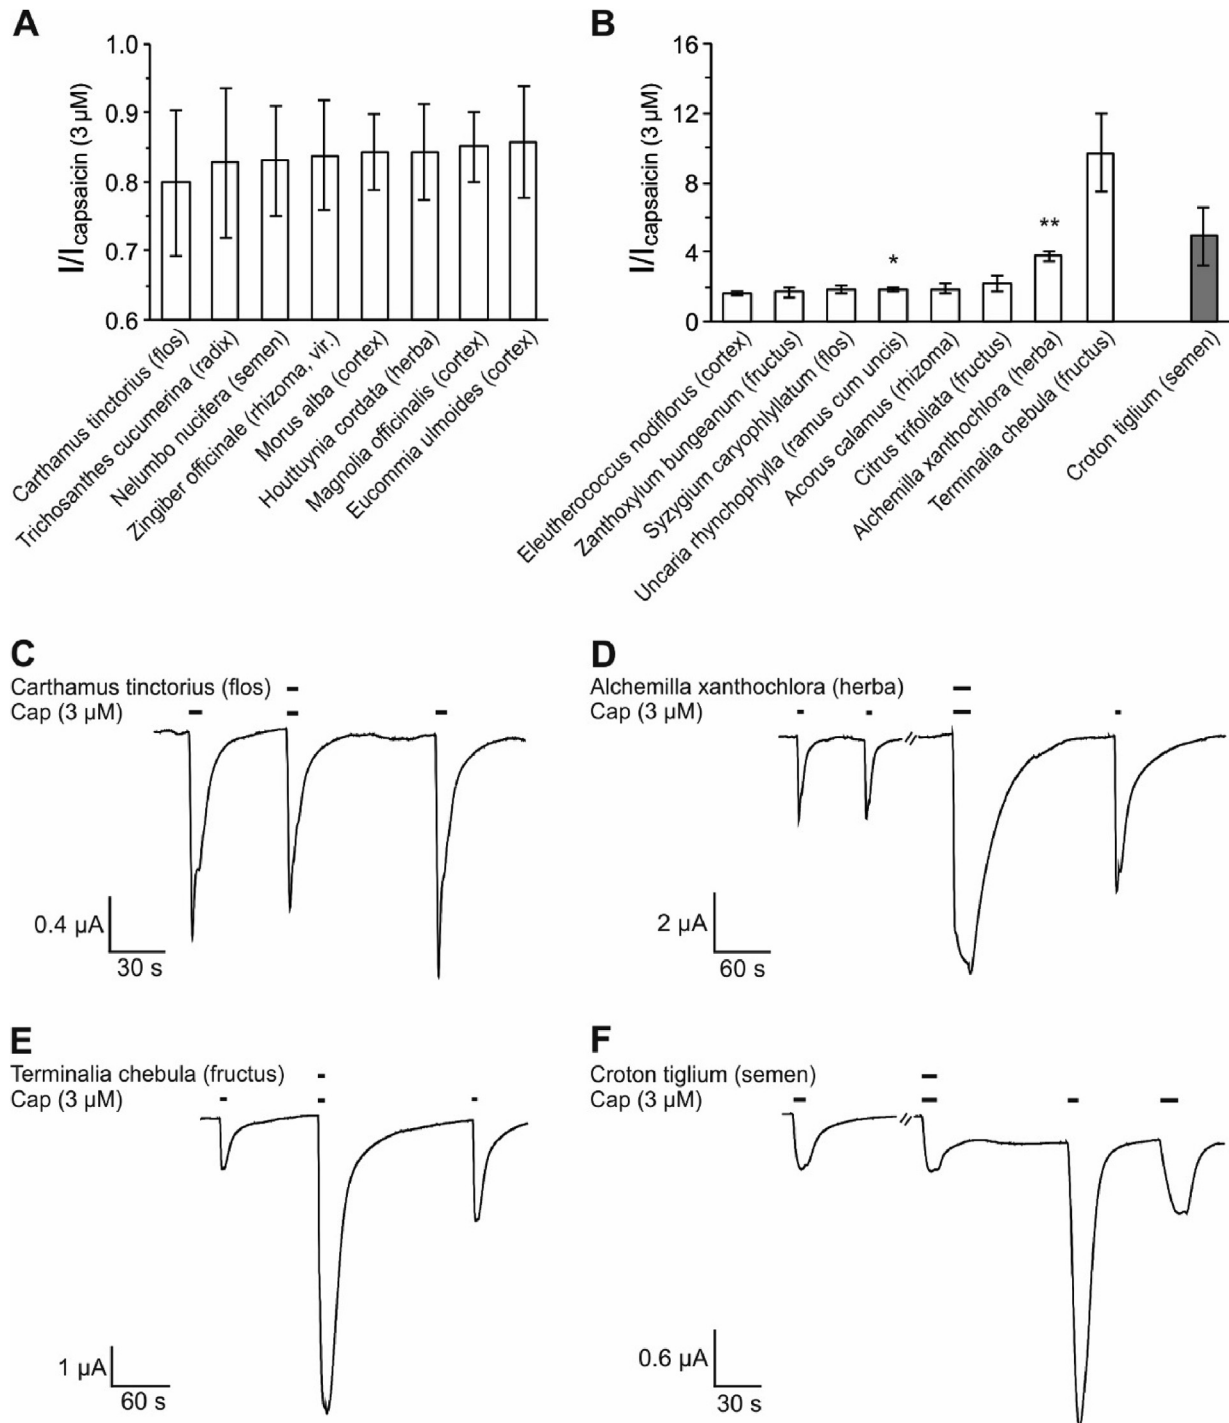 A
B
I/Icapsaicin (3 µM)
1.0
0.9
0.8
0.7
0.6
Carthamus tinctorius (flos)
Trichosanthes cucumerina (radix)
Nelumbo nucifera (semen)
Zingiber officinale (rhizoma, vir.)
Morus alba (cortex)
Houttuynia cordata (herba)
Magnolia officinalis (cortex)
Eucommia ulmoides (cortex)
I/Icapsaicin (3 µM)
16
12
8
4
0
*
**
Eleutherococcus nodiflorus (cortex)
Zanthoxylum bungeanum (fructus)
Syzygium caryophyllatum (flos)
Uncaria rhynchophylla (ramus cum uncis)
Acorus calamus (rhizoma)
Citrus trifoliata (fructus)
Alchemilla xanthochlora (herba)
Terminalia chebula (fructus)
Croton tiglium (semen)
C
Carthamus tinctorius (flos)
Cap (3 µM)
0.4 µA
30 s
D
Alchemilla xanthochlora (herba)
Cap (3 µM)
2 µA
60 s
E
Terminalia chebula (fructus)
Cap (3 µM)
1 µA
60 s
F
Croton tiglium (semen)
Cap (3 µM)
0.6 µA
30 s